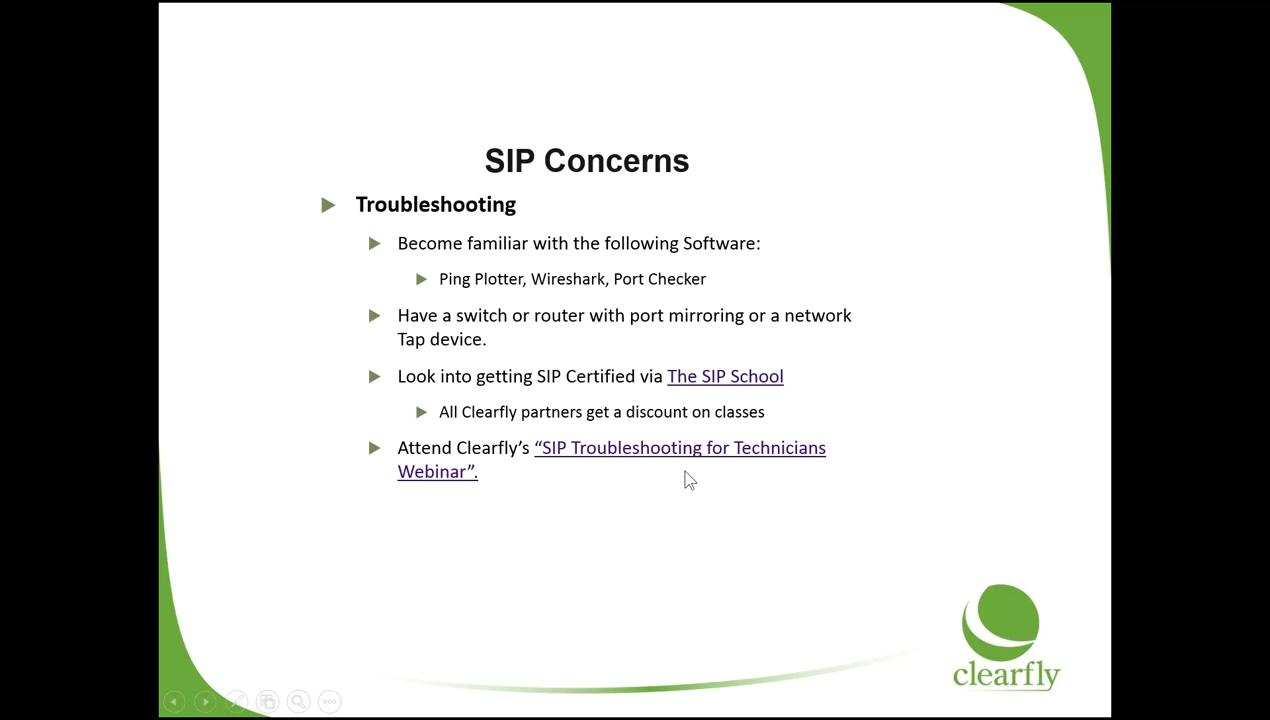 SIP Concerns
Troubleshooting
Become familiar with the following Software:
Ping Plotter, Wireshark, Port Checker
Have a switch or router with port mirroring or a network
Tap device.
Look into getting SIP Certified via The SIP School
All Clearfly partners get a discount on classes
Attend Clearfly’s “SIP Troubleshooting for Technicians
Webinar”.
clearfly